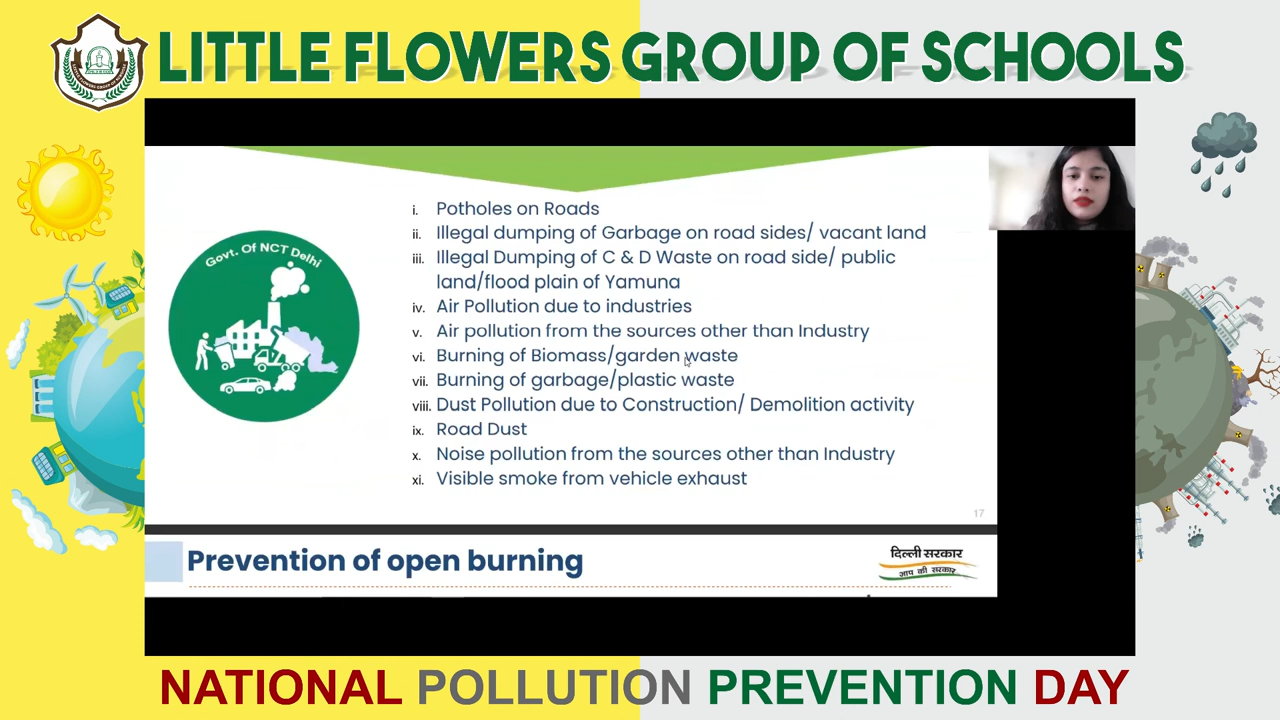 LITTLE FLOWERS GROUP OF SCHOOLS
Govt. Of NCT Delhi
i. Potholes on Roads
ii. Illegal dumping of Garbage on road sides/ vacant land
iii. Illegal Dumping of C & D Waste on road side/ public
land/flood plain of Yamuna
iv. Air Pollution due to industries
v. Air pollution from the sources other than Industry
vi. Burning of Biomass/garden waste
vii. Burning of garbage/plastic waste
viii. Dust Pollution due to Construction/ Demolition activity
ix. Road Dust
x. Noise pollution from the sources other than Industry
xi. Visible smoke from vehicle exhaust
17
Prevention of open burning
दिल्ली सरकार
आप की सरकार
NATIONAL POLLUTION PREVENTION DAY